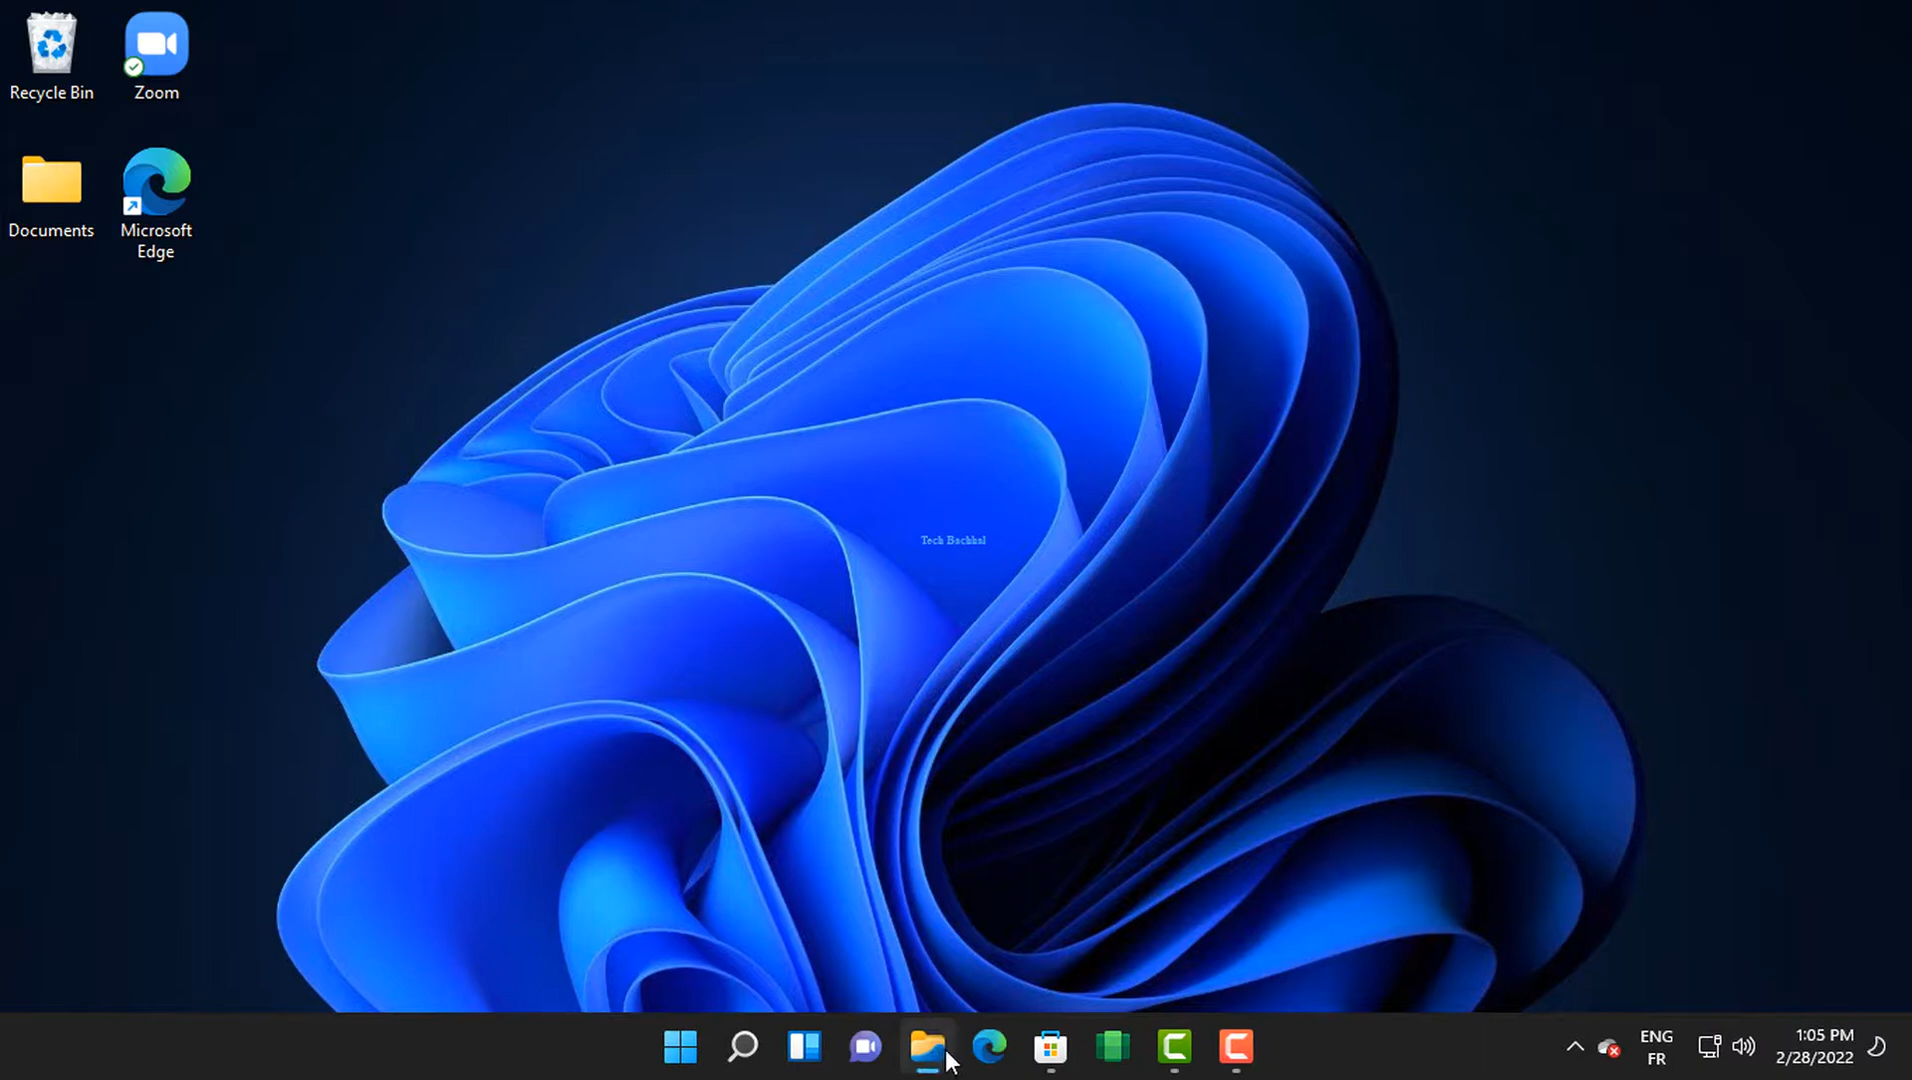 Recycle Bin
Zoom
Documents
Microsoft
Edge
Tech Bachhal
ENG
FR
1:05 PM
2/28/2022